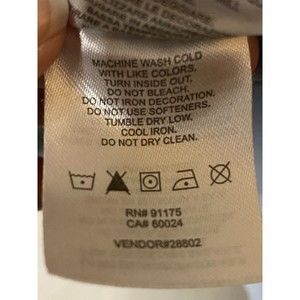 MACHINE WASH COLD
WITH LIKE COLORS.
TURN INSIDE OUT.
DO NOT BLEACH.
DO NOT IRON DECORATION.
DO NOT USE SOFTENERS.
TUMBLE DRY LOW.
COOL IRON.
DO NOT DRY CLEAN.
RN# 91175
CA# 60024
VENDOR#28802